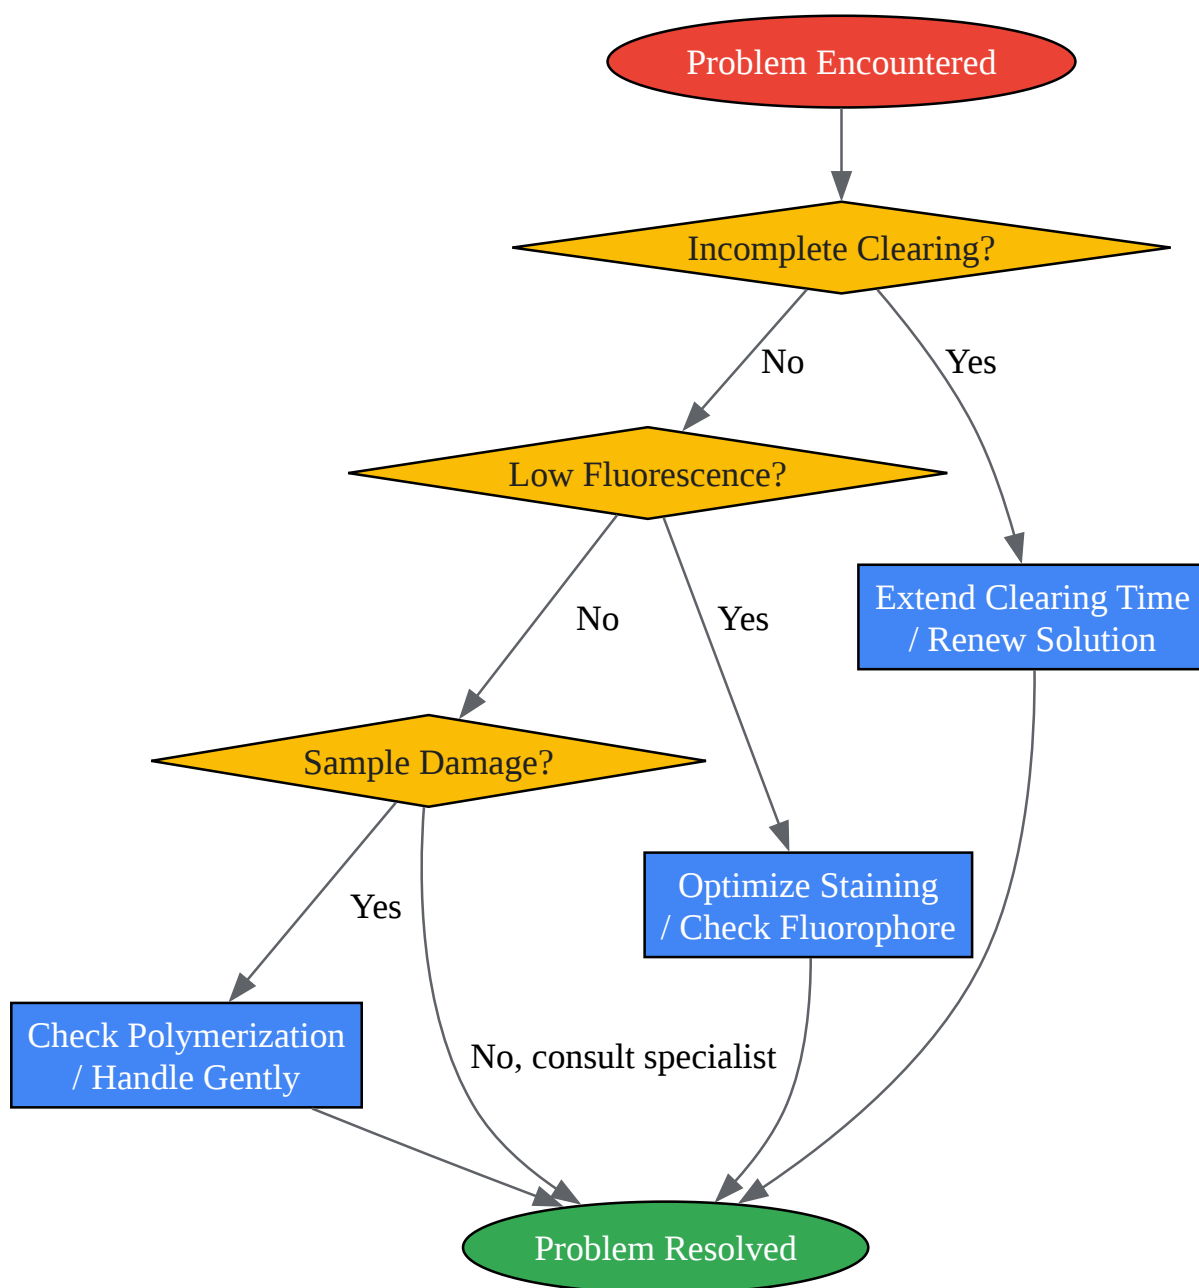 Problem Encountered
Incomplete Clearing?
No
Yes
Low Fluorescence?
Extend Clearing Time
/ Renew Solution
No
Yes
Sample Damage?
Optimize Staining
/ Check Fluorophore
Yes
Check Polymerization
/ Handle Gently
No, consult specialist
Problem Resolved